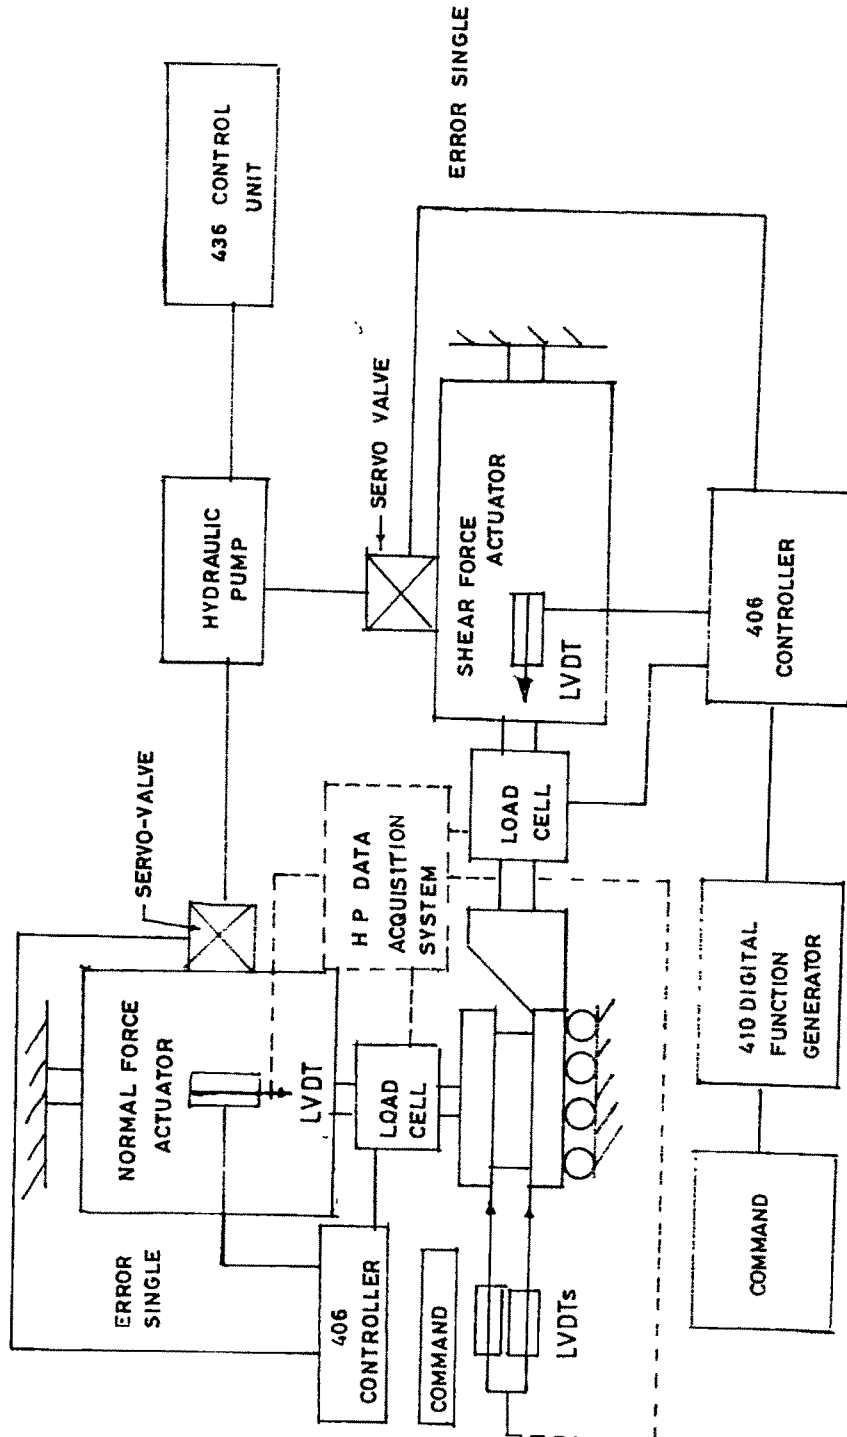 436 CONTROL
UNIT
ERROR SINGLE
HYDRAULIC
PUMP
SERVO VALVE
SERVO-VALVE
SHEAR FORCE
ACTUATOR
LVDT
NORMAL FORCE
ACTUATOR
LVDT
HP DATA
ACQUISITION
SYSTEM
LOAD
CELL
LOAD
CELL
ERROR
SINGLE
406
CONTROLLER
COMMAND
LVDTs
406
CONTROLLER
410 DIGITAL
FUNCTION
GENERATOR
COMMAND